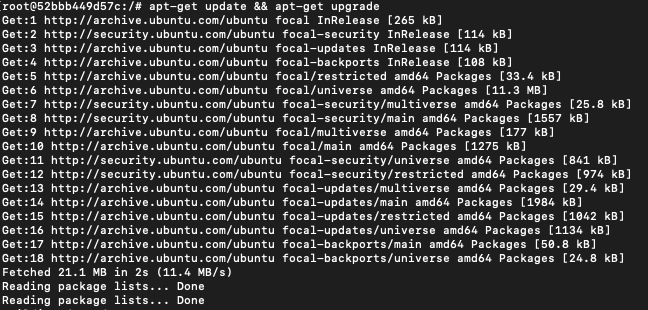 [root@52bbb449d57c:/# apt-get update && apt-get upgrade
Get:1 http://archive.ubuntu.com/ubuntu focal InRelease [265 kB]
Get:2 http://security.ubuntu.com/ubuntu focal-security InRelease [114 kB]
Get:3 http://archive.ubuntu.com/ubuntu focal-updates InRelease [114 kB]
Get:4 http://archive.ubuntu.com/ubuntu focal-backports InRelease [108 kB]
Get:5 http://archive.ubuntu.com/ubuntu focal/restricted amd64 Packages [33.4 kB]
Get:6 http://archive.ubuntu.com/ubuntu focal/universe amd64 Packages [11.3 MB]
Get:7 http://security.ubuntu.com/ubuntu focal-security/multiverse amd64 Packages [25.8 kB]
Get:8 http://security.ubuntu.com/ubuntu focal-security/main amd64 Packages [1557 kB]
Get:9 http://archive.ubuntu.com/ubuntu focal/multiverse amd64 Packages [177 kB]
Get:10 http://archive.ubuntu.com/ubuntu focal/main amd64 Packages [1275 kB]
Get:11 http://security.ubuntu.com/ubuntu focal-security/universe amd64 Packages [841 kB]
Get:12 http://security.ubuntu.com/ubuntu focal-security/restricted amd64 Packages [974 kB]
Get:13 http://archive.ubuntu.com/ubuntu focal-updates/multiverse amd64 Packages [29.4 kB]
Get:14 http://archive.ubuntu.com/ubuntu focal-updates/main amd64 Packages [1984 kB]
Get:15 http://archive.ubuntu.com/ubuntu focal-updates/restricted amd64 Packages [1042 kB]
Get:16 http://archive.ubuntu.com/ubuntu focal-updates/universe amd64 Packages [1134 kB]
Get:17 http://archive.ubuntu.com/ubuntu focal-backports/main amd64 Packages [50.8 kB]
Get:18 http://archive.ubuntu.com/ubuntu focal-backports/universe amd64 Packages [24.8 kB]
Fetched 21.1 MB in 2s (11.4 MB/s)
Reading package lists... Done
Reading package lists... Done